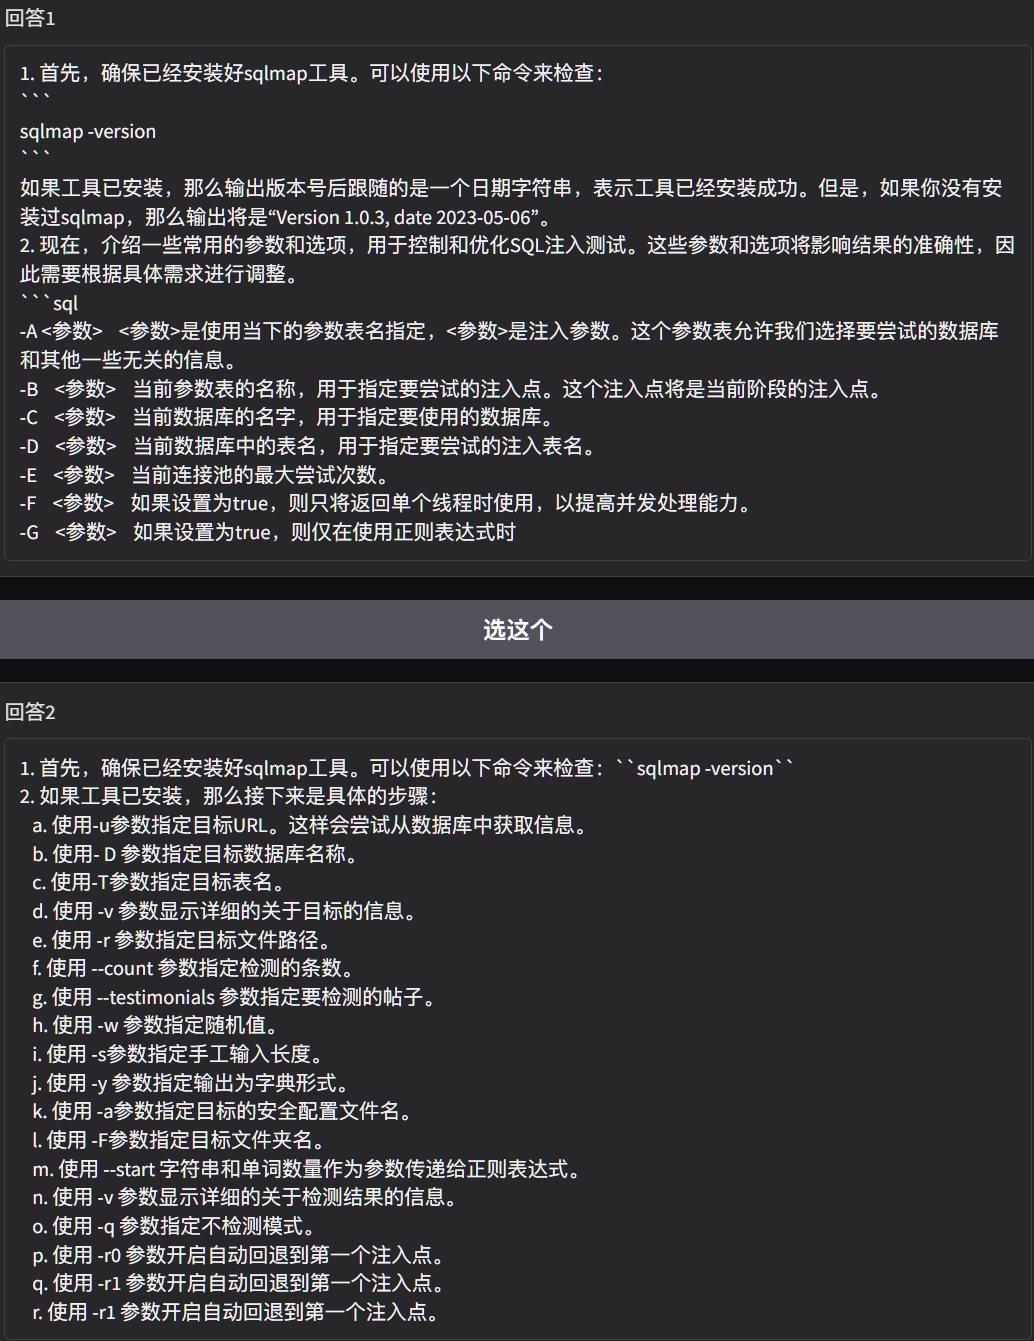 回答1
1. 首先，确保已经安装好sqlmap工具。可以使用以下命令来检查：
```
sqlmap -version
```
如果工具已安装，那么输出版本号后跟随的是一个日期字符串，表示工具已经安装成功。但是，如果你没有安
装过sqlmap，那么输出将是“Version 1.0.3, date 2023-05-06”。
2. 现在，介绍一些常用的参数和选项，用于控制和优化SQL注入测试。这些参数和选项将影响结果的准确性，因
此需要根据具体需求进行调整。
```sql
-A <参数> <参数>是使用当下的参数表名指定，<参数>是注入参数。这个参数表允许我们选择要尝试的数据库
和其他一些无关的信息。
-B <参数> 当前参数表的名称，用于指定要尝试的注入点。这个注入点将是当前阶段的注入点。
-C <参数> 当前数据库的名字，用于指定要使用的数据库。
-D <参数> 当前数据库中的表名，用于指定要尝试的注入表名。
-E <参数> 当前连接池的最大尝试次数。
-F <参数> 如果设置为true，则只将返回单个线程时使用，以提高并发处理能力。
-G <参数> 如果设置为true，则仅在使用正则表达式时
选这个
回答2
1. 首先，确保已经安装好sqlmap工具。可以使用以下命令来检查：``sqlmap -version``
2. 如果工具已安装，那么接下来是具体的步骤：
a. 使用-u参数指定目标URL。这样会尝试从数据库中获取信息。
b. 使用- D 参数指定目标数据库名称。
c. 使用-T参数指定目标表名。
d. 使用 -v 参数显示详细的关于目标的信息。
e. 使用 -r 参数指定目标文件路径。
f. 使用 --count 参数指定检测的条数。
g. 使用 --testimonials 参数指定要检测的帖子。
h. 使用 -w 参数指定随机值。
i. 使用 -s参数指定手工输入长度。
j. 使用 -y 参数指定输出为字典形式。
k. 使用 -a参数指定目标的安全配置文件名。
l. 使用 -F参数指定目标文件夹名。
m. 使用 --start 字符串和单词数量作为参数传递给正则表达式。
n. 使用 -v 参数显示详细的关于检测结果的信息。
o. 使用 -q 参数指定不检测模式。
p. 使用 -r0 参数开启自动回退到第一个注入点。
q. 使用 -r1 参数开启自动回退到第一个注入点。
r. 使用 -r1 参数开启自动回退到第一个注入点。